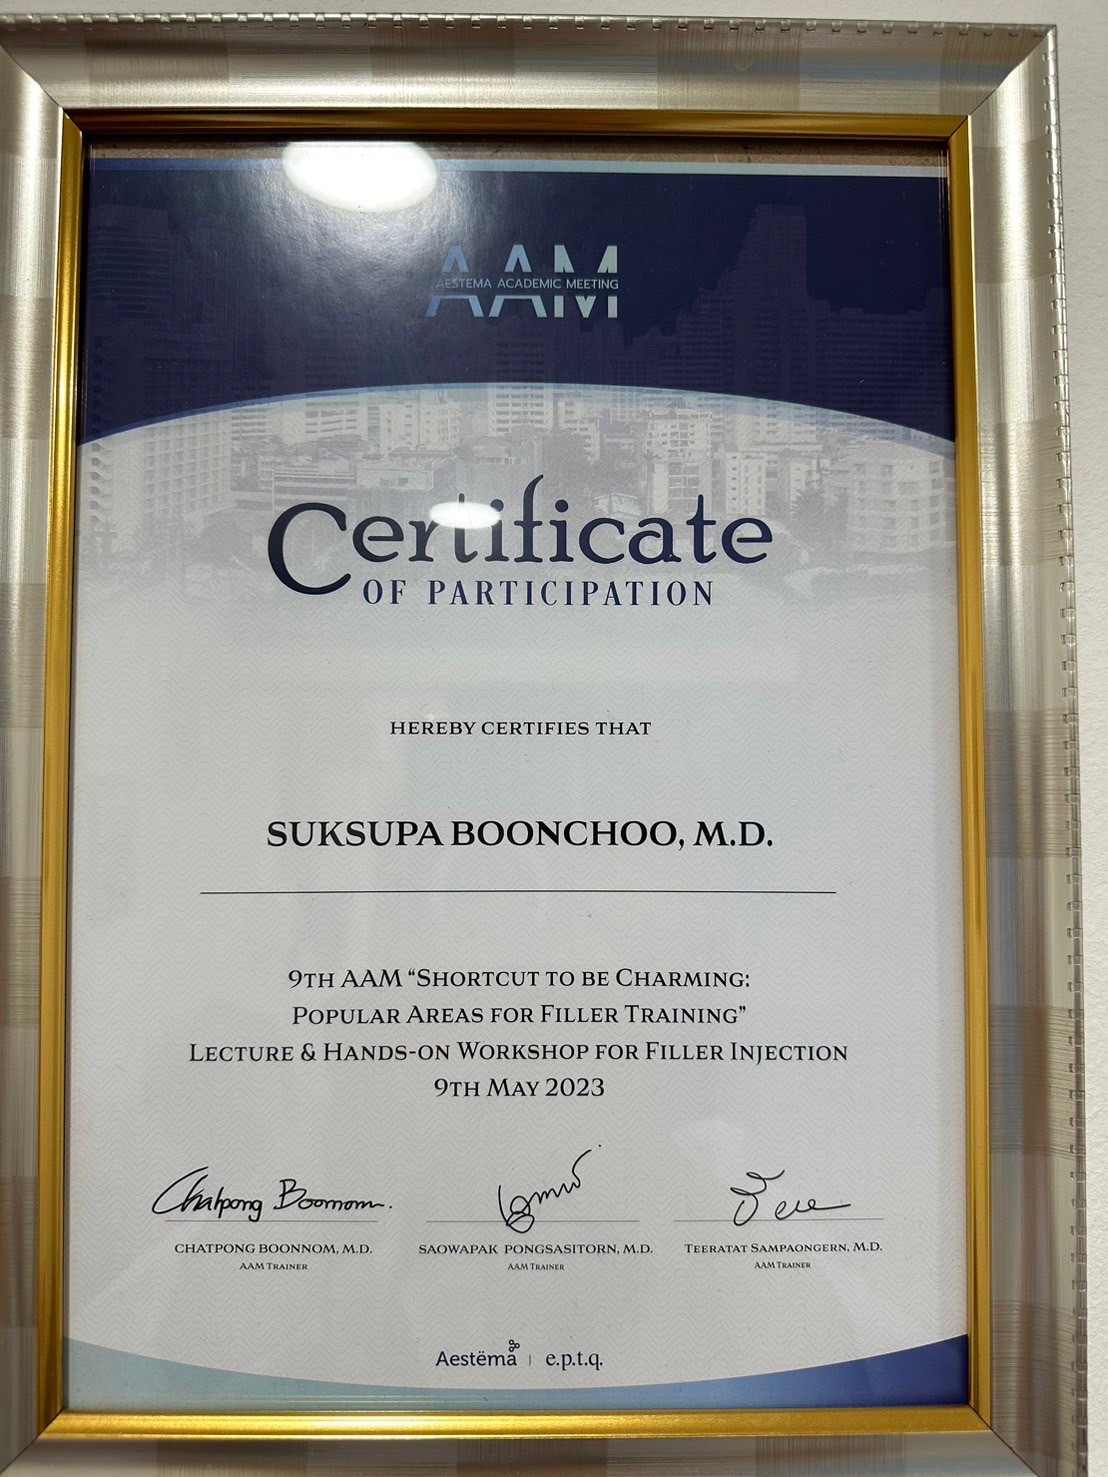 AAM
AESTEMA ACADEMIC MEETING
Certificate
OF PARTICIPATION
HEREBY CERTIFIES THAT
SUKSUPA BOONCHOO, M.D.
9TH AAM “SHORTCUT TO BE CHARMING:
POPULAR AREAS FOR FILLER TRAINING”
LECTURE & HANDS-ON WORKSHOP FOR FILLER INJECTION
9TH MAY 2023
Chatpong Boonnom.
CHATPONG BOONNOM, M.D. SAOWAPAK PONGSASITORN, M.D. TEERATAT SAMPAONGERN, M.D.
AAM TRAINER AAM TRAINER AAM TRAINER
Aestëma | e.p.t.q.